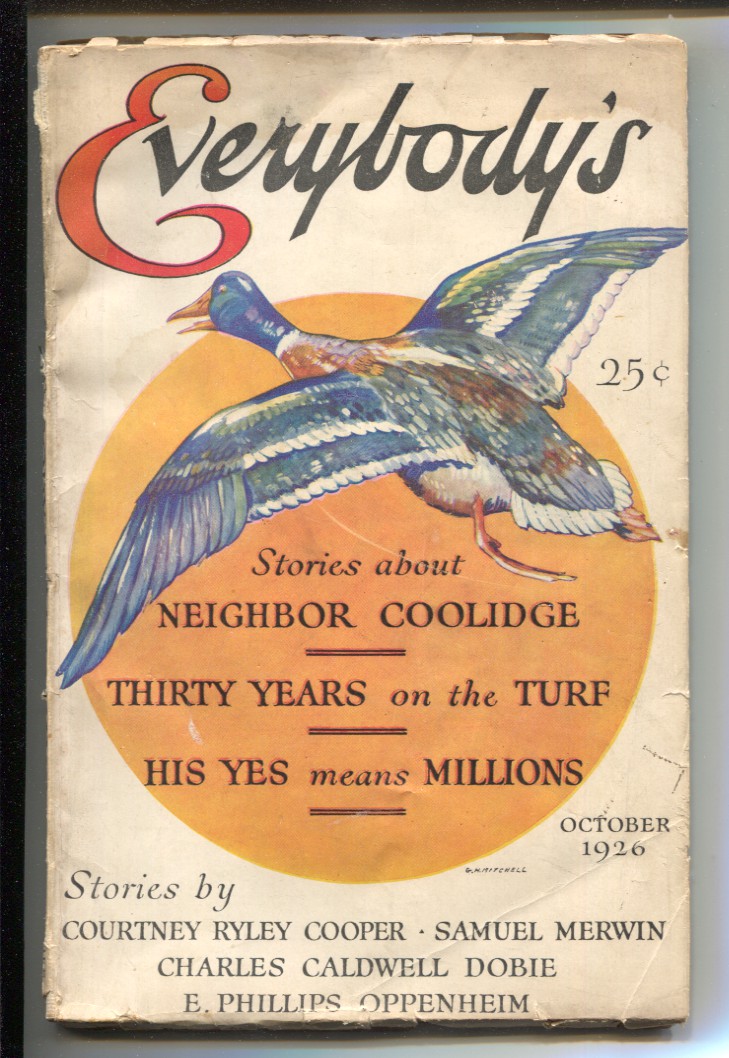 Everybody's
25¢
Stories about
NEIGHBOR COOLIDGE
THIRTY YEARS on the TURF
HIS YES means MILLIONS
OCTOBER
1926
G.H.MITCHELL
Stories by
COURTNEY RYLEY COOPER · SAMUEL MERWIN
CHARLES CALDWELL DOBIE
E. PHILLIPS OPPENHEIM